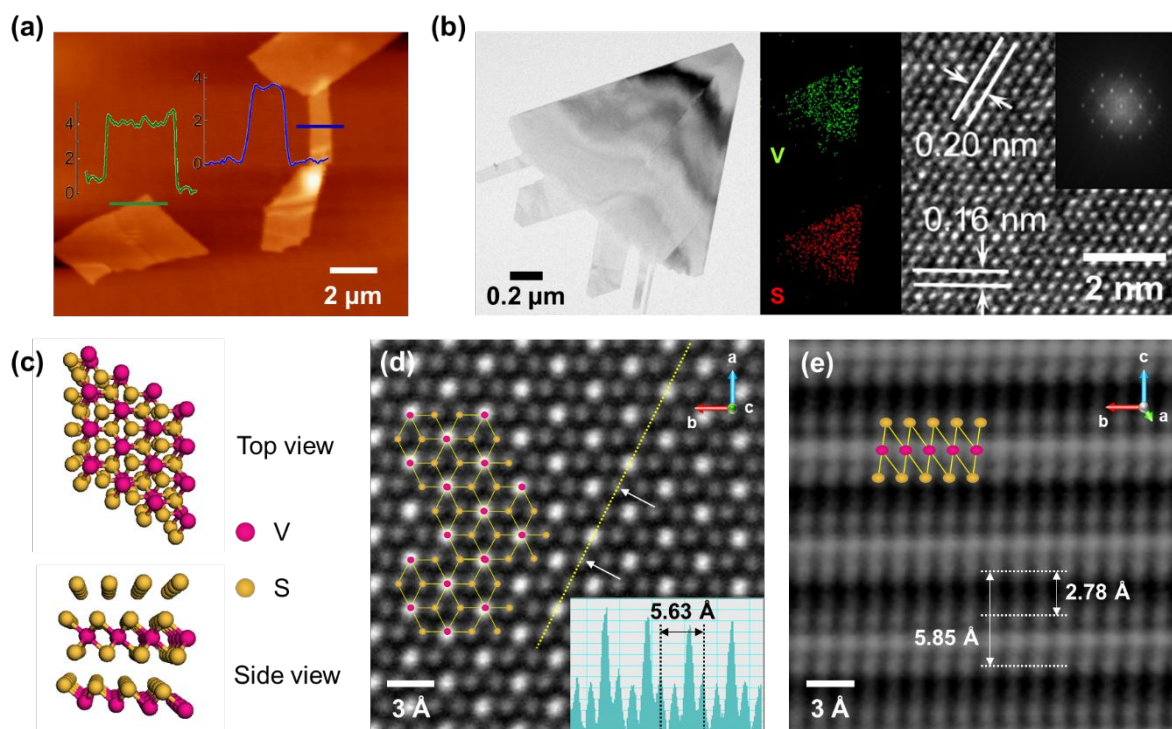 (a)
4
2
0
4
2
0
2 μm
(b)
0.2 μm
V
S
0.20 nm
0.16 nm
2 nm
(c)
Top view
V
S
Side view
(d)
a
b
c
5.63 Å
3 Å
(e)
c
b
a
2.78 Å
5.85 Å
3 Å